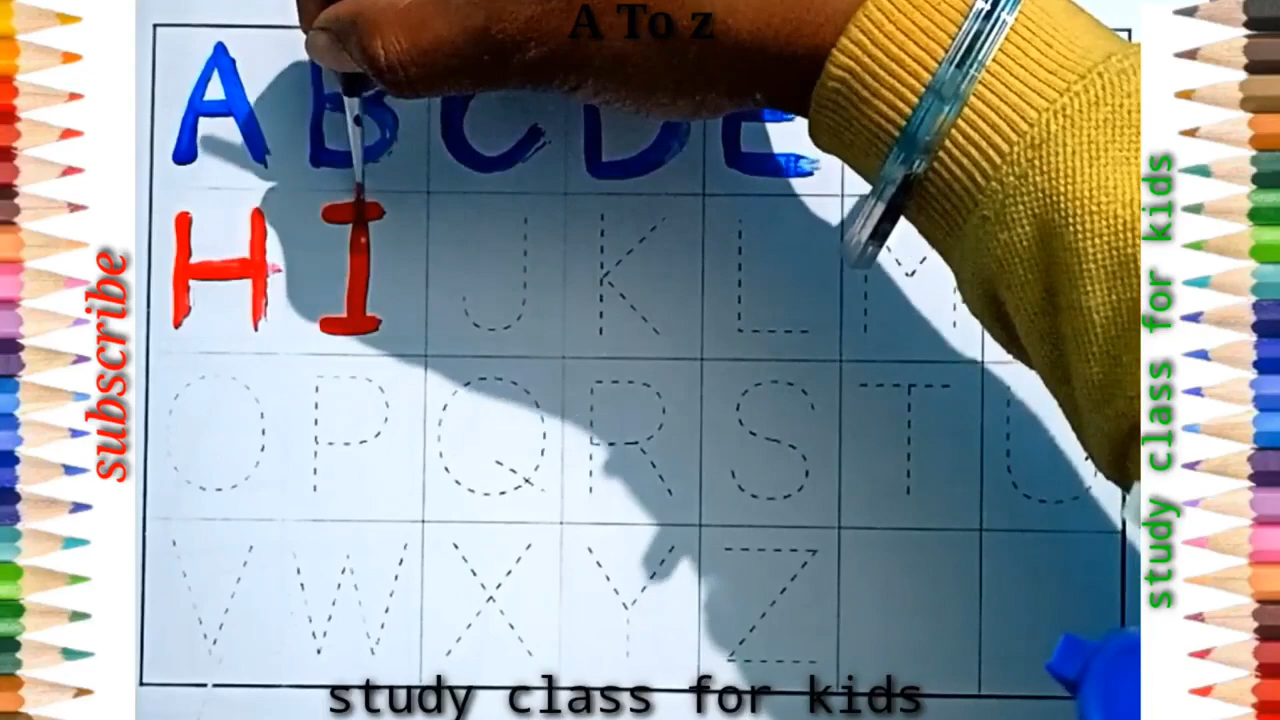 A To z
A B C D E
H I J K L M
O P Q R S T U
V W X Y Z
subscribe
study class for kids
study class for kids